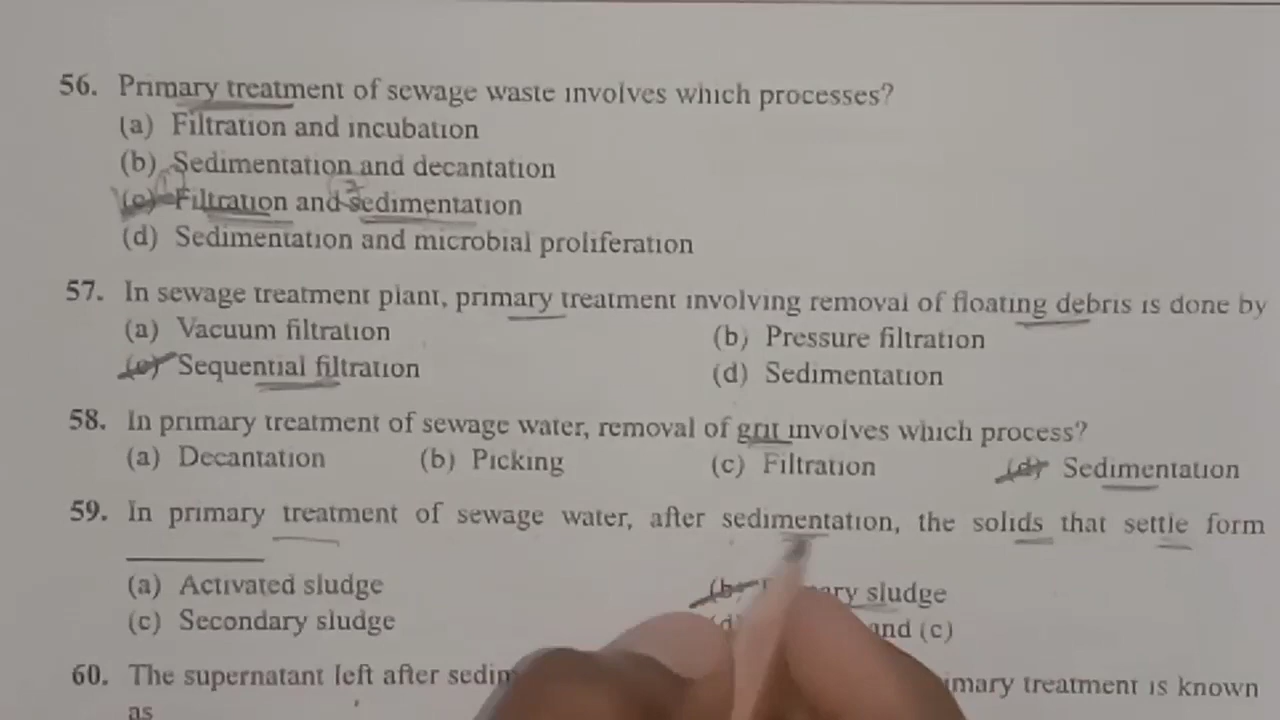 56. Primary treatment of sewage waste involves which processes?
(a) Filtration and incubation
(b) Sedimentation and decantation
(c) Filtration and sedimentation
(d) Sedimentation and microbial proliferation
57. In sewage treatment plant, primary treatment involving removal of floating debris is done by
(a) Vacuum filtration (b) Pressure filtration
(c) Sequential filtration (d) Sedimentation
58. In primary treatment of sewage water, removal of grit involves which process?
(a) Decantation (b) Picking (c) Filtration (d) Sedimentation
59. In primary treatment of sewage water, after sedimentation, the solids that settle form
(a) Activated sludge (b) sludge
(c) Secondary sludge (d) and (c)
60. The supernatant left after treatment is known
as